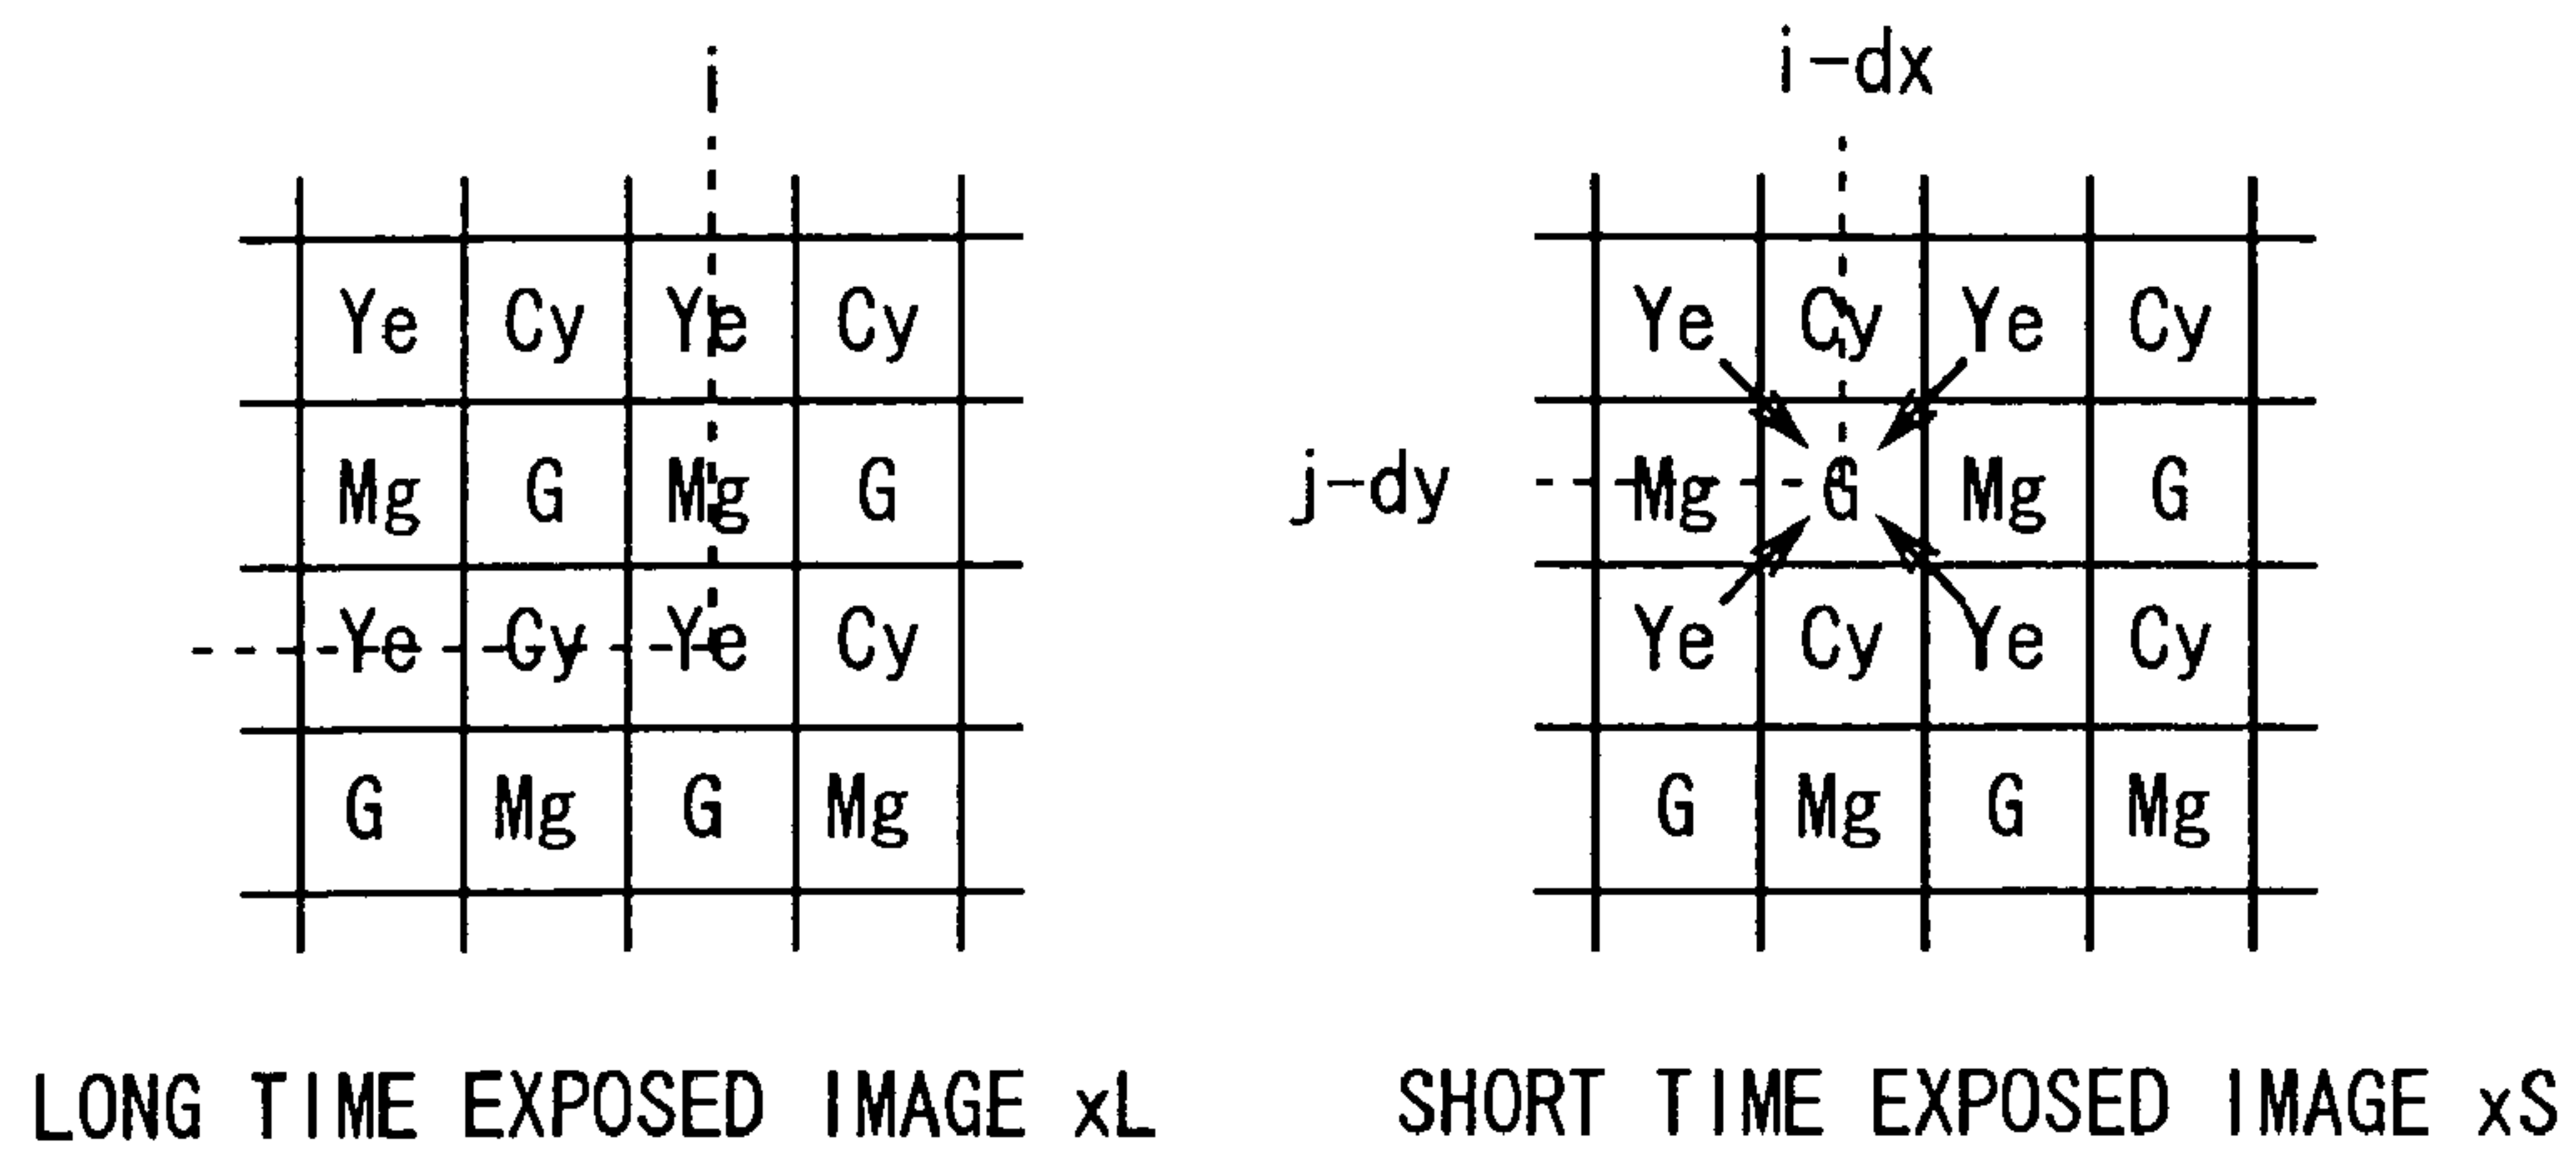 i
Ye Cy Ye Cy
Mg G Mg G
Ye Cy Ye Cy
G Mg G Mg
LONG TIME EXPOSED IMAGE xL
i-dx
j-dy
Ye Cy Ye Cy
Mg G Mg G
Ye Cy Ye Cy
G Mg G Mg
SHORT TIME EXPOSED IMAGE xS